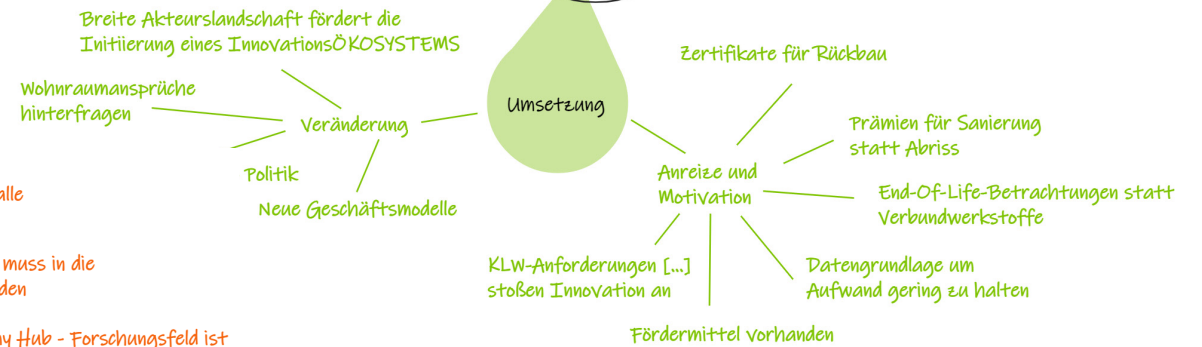 Breite Akteurslandschaft fördert die
Initiierung eines InnovationsÖKOSYSTEMS
Wohnraumansprüche
hinterfragen
Veränderung
Politik
Neue Geschäftsmodelle
Umsetzung
Zertifikate für Rückbau
Prämien für Sanierung
statt Abriss
Anreize und
Motivation
End-Of-Life-Betrachtungen statt
Verbundwerkstoffe
KLW-Anforderungen [...]
stoßen Innovation an
Datengrundlage um
Aufwand gering zu halten
Fördermittel vorhanden
alle
muss in die
den
Hub - Forschungsfeld ist